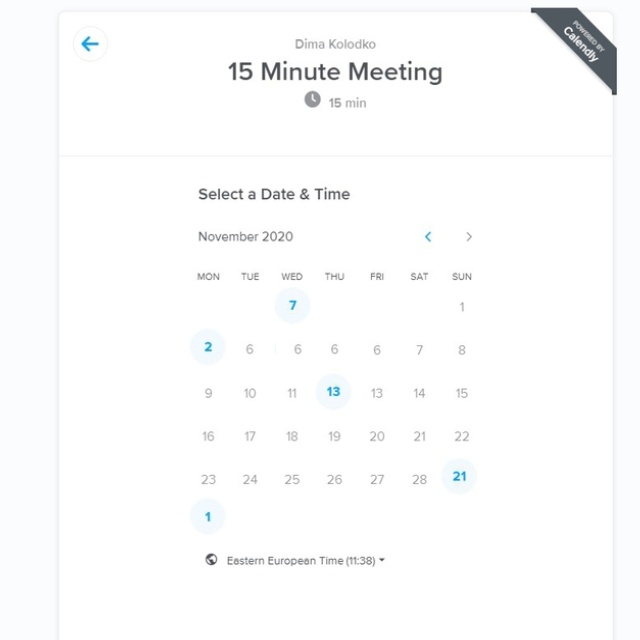 Dima Kolodko
POWERED BY
Calendly
15 Minute Meeting
15 min
Select a Date & Time
November 2020
MON TUE WED THU FRI SAT SUN
7 1
2 6 6 6 6 7 8
9 10 11 13 13 14 15
16 17 18 19 20 21 22
23 24 25 26 27 28 21
1
Eastern European Time (11:38)